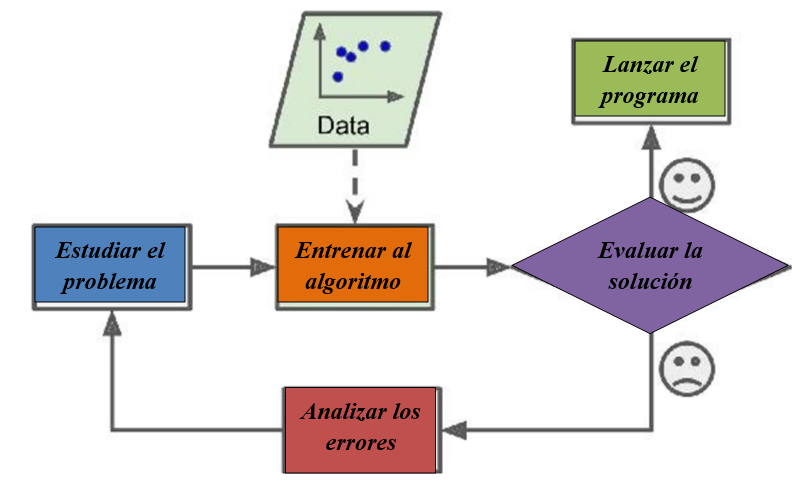 Data
Lanzar el
programa
Estudiar el
problema
Entrenar al
algoritmo
Evaluar la
solución
Analizar los
errores